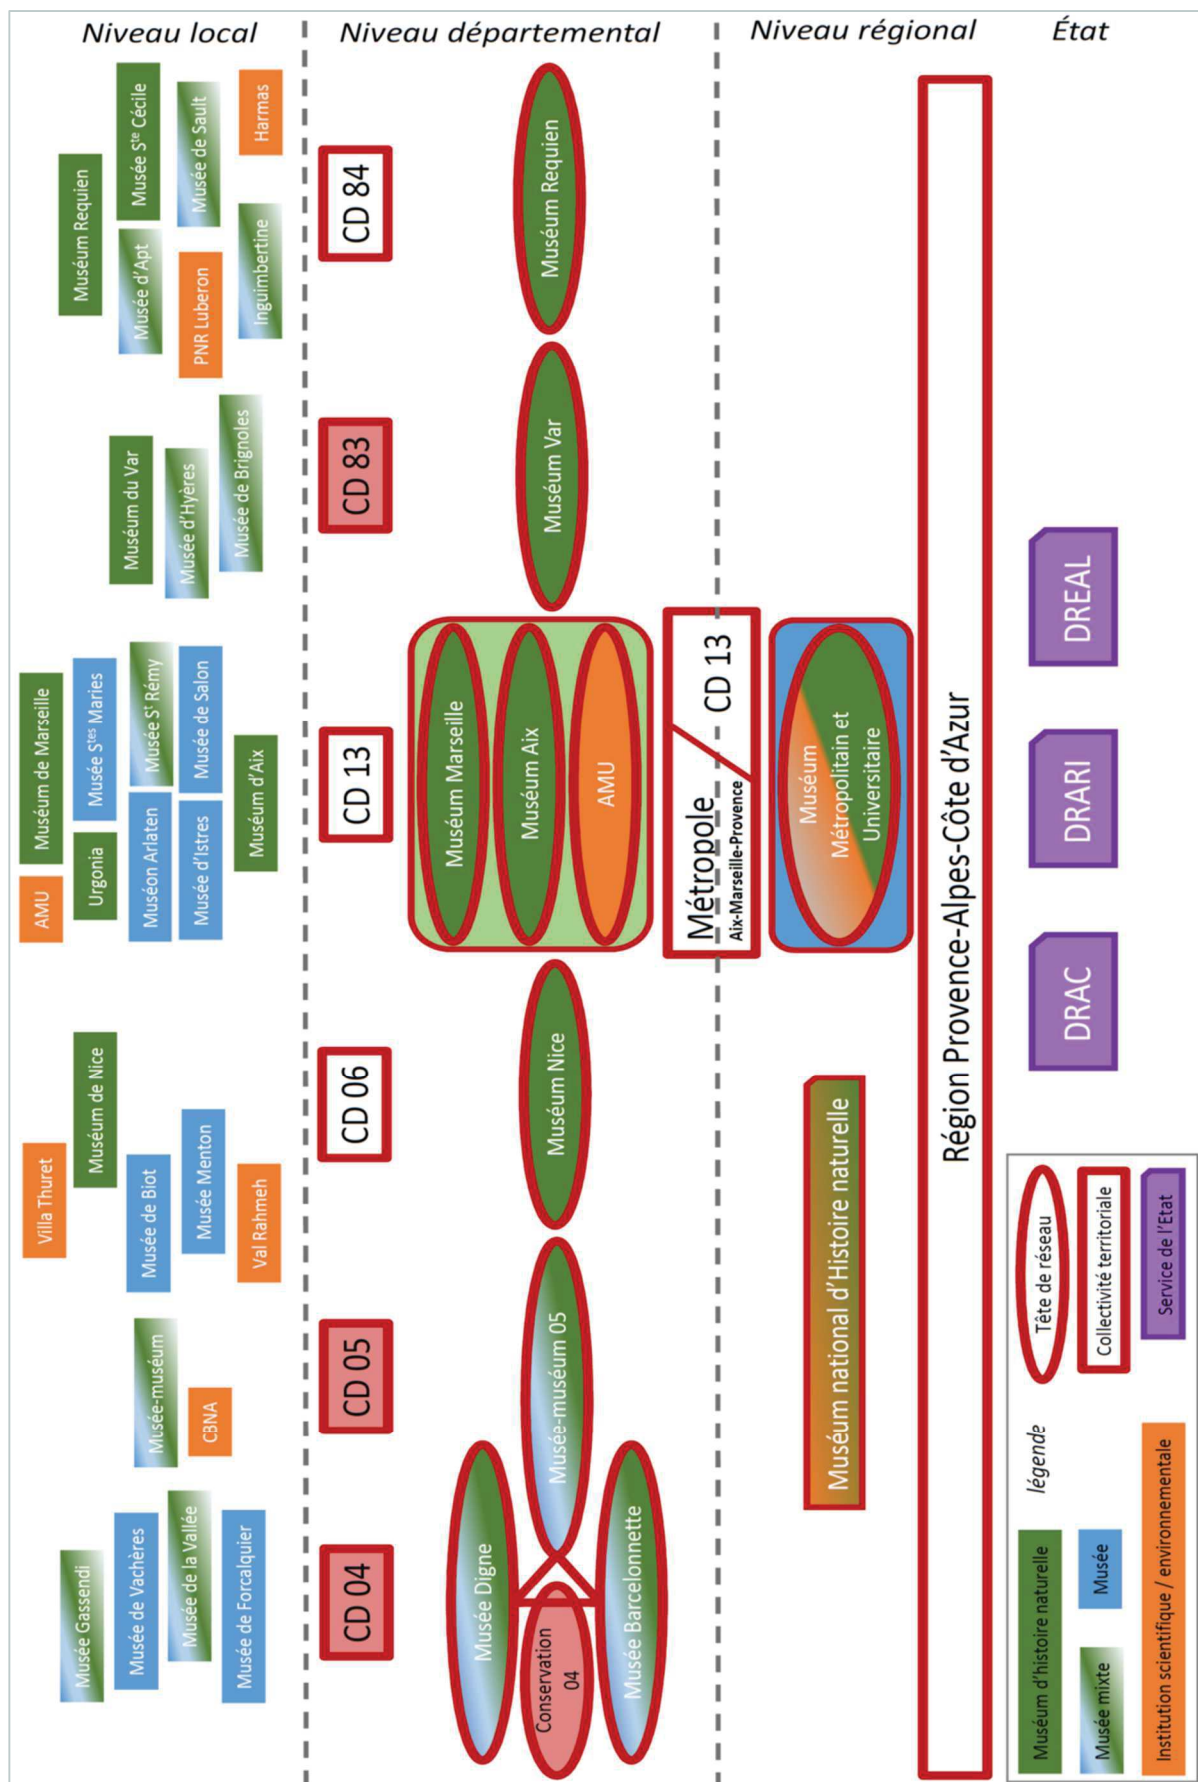 Niveau local
Musée Gassendi
Musée de Vachères
Musée de la Vallée
Musée de Forcalquier
Musée-muséum
CBNA
Villa Thuret
Muséum de Nice
Musée de Biot
Musée Menton
Val Rahmeh
AMU
Muséum de Marseille
Urgonia
Musée Stes Maries
Muséon Arlaten
Musée St Rémy
Musée d'Istres
Musée de Salon
Muséum d'Aix
Muséum du Var
Musée d'Hyères
Musée de Brignoles
Muséum Requien
Musée d'Apt
Musée Ste Cécile
PNR Luberon
Musée de Sault
Inguimbertine
Harmas
Niveau départemental
CD 04
CD 05
CD 06
CD 13
CD 83
CD 84
Musée Digne
Conservation
04
Musée Barcelonnette
Musée-muséum 05
Muséum Nice
Muséum Marseille
Muséum Aix
AMU
Muséum Var
Muséum Requien
Métropole
Aix-Marseille-Provence
CD 13
Niveau régional
Muséum national d'Histoire naturelle
Muséum
Métropolitain et
Universitaire
Région Provence-Alpes-Côte d'Azur
État
DRAC
DRARI
DREAL
légende
Muséum d'histoire naturelle
Musée mixte
Musée
Institution scientifique / environnementale
Tête de réseau
Collectivité territoriale
Service de l'Etat